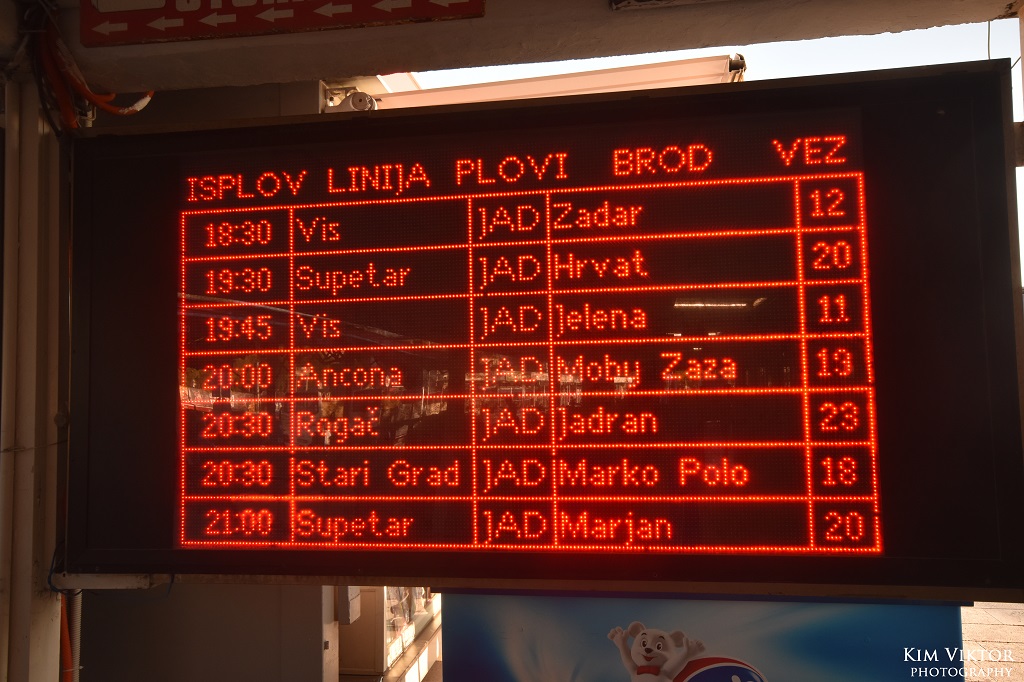 ISPLOV LINIJA PLOVI BROD VEZ
18:30 Vis JAD Zadar 12
19:30 Supetar JAD Hrvat 20
19:45 Vis JAD Jelena 11
20:00 Ancona JAD Moby Zaza 19
20:30 Rogač JAD Jadran 23
20:30 Stari Grad JAD Marko Polo 18
21:00 Supetar JAD Marjan 20
KIM VIKTOR
PHOTOGRAPHY